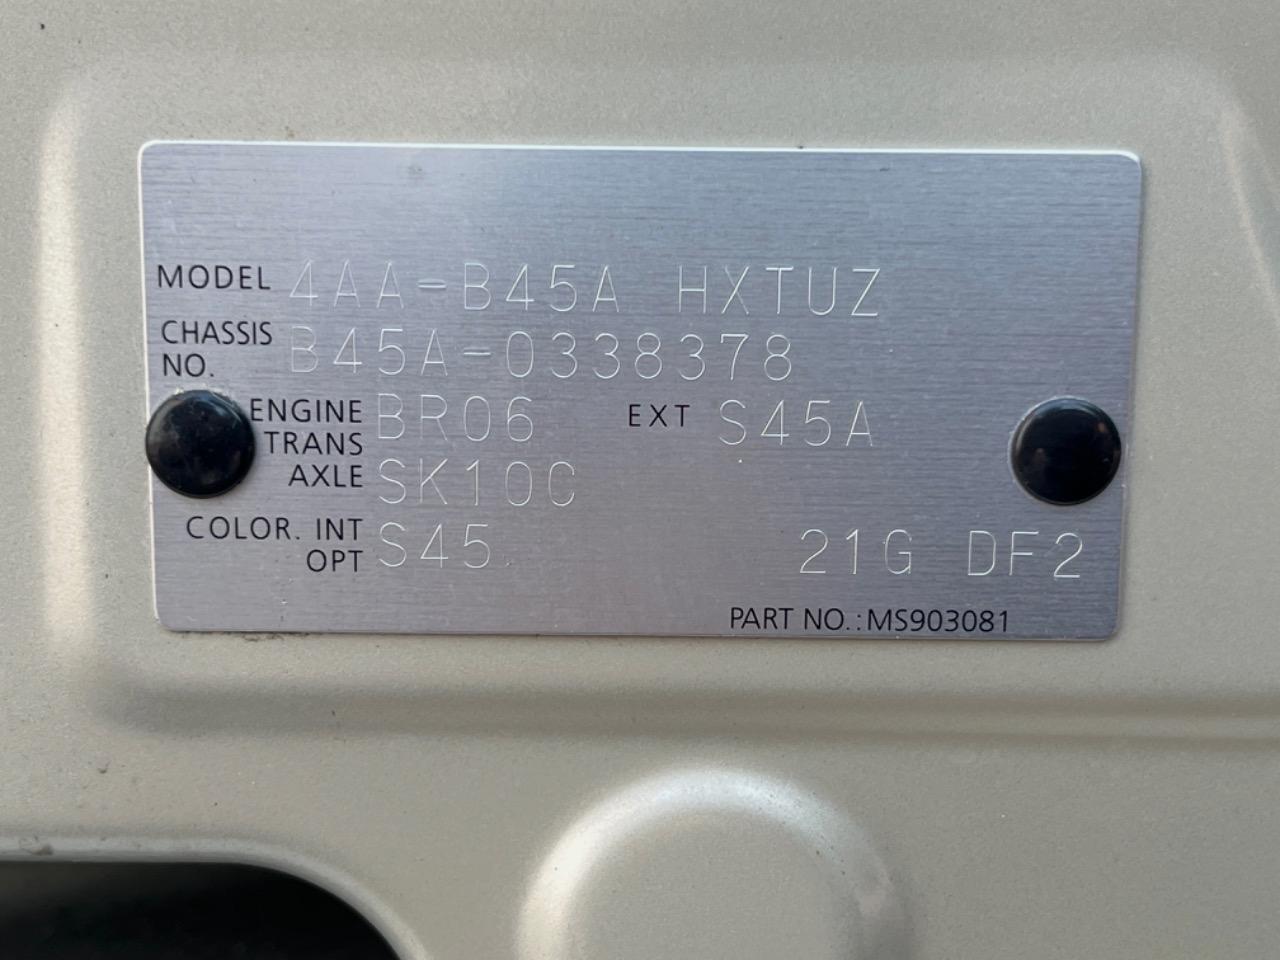 MODEL 4AA-B45A HXTUZ
CHASSIS NO. B45A-0338378
ENGINE BR06 EXT S45A
TRANS AXLE SK10C
COLOR. INT OPT S45 21G DF2
PART NO.:MS903081